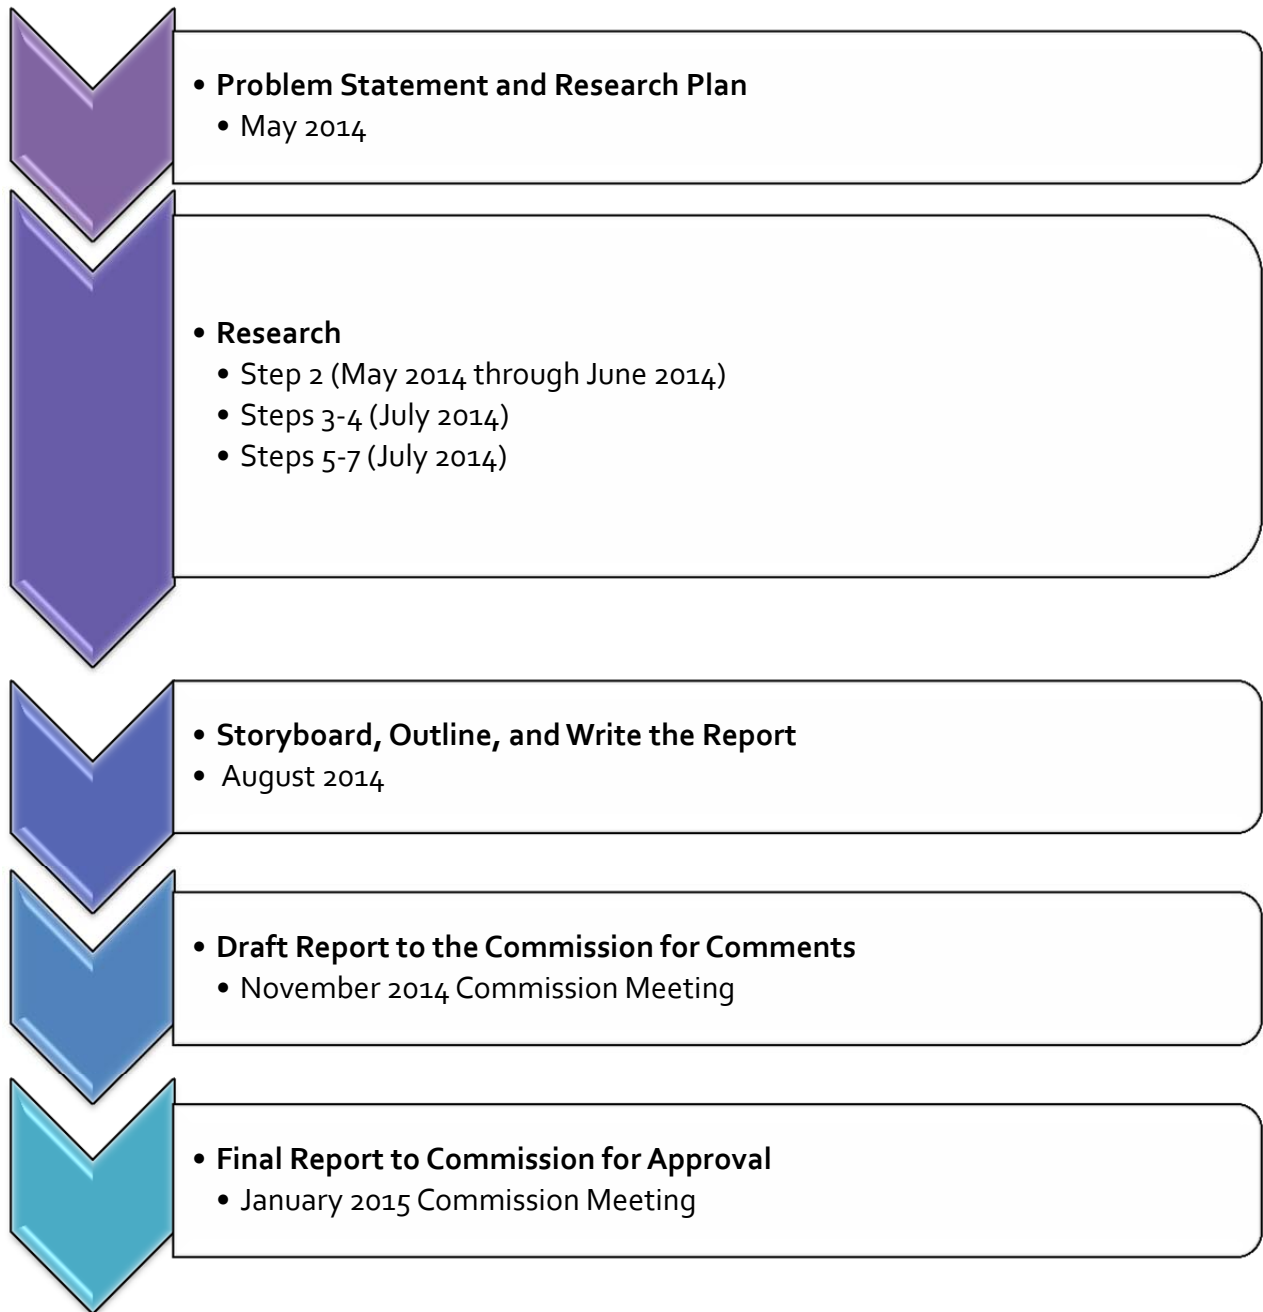 • Problem Statement and Research Plan
• May 2014
• Research
• Step 2 (May 2014 through June 2014)
• Steps 3-4 (July 2014)
• Steps 5-7 (July 2014)
• Storyboard, Outline, and Write the Report
• August 2014
• Draft Report to the Commission for Comments
• November 2014 Commission Meeting
• Final Report to Commission for Approval
• January 2015 Commission Meeting